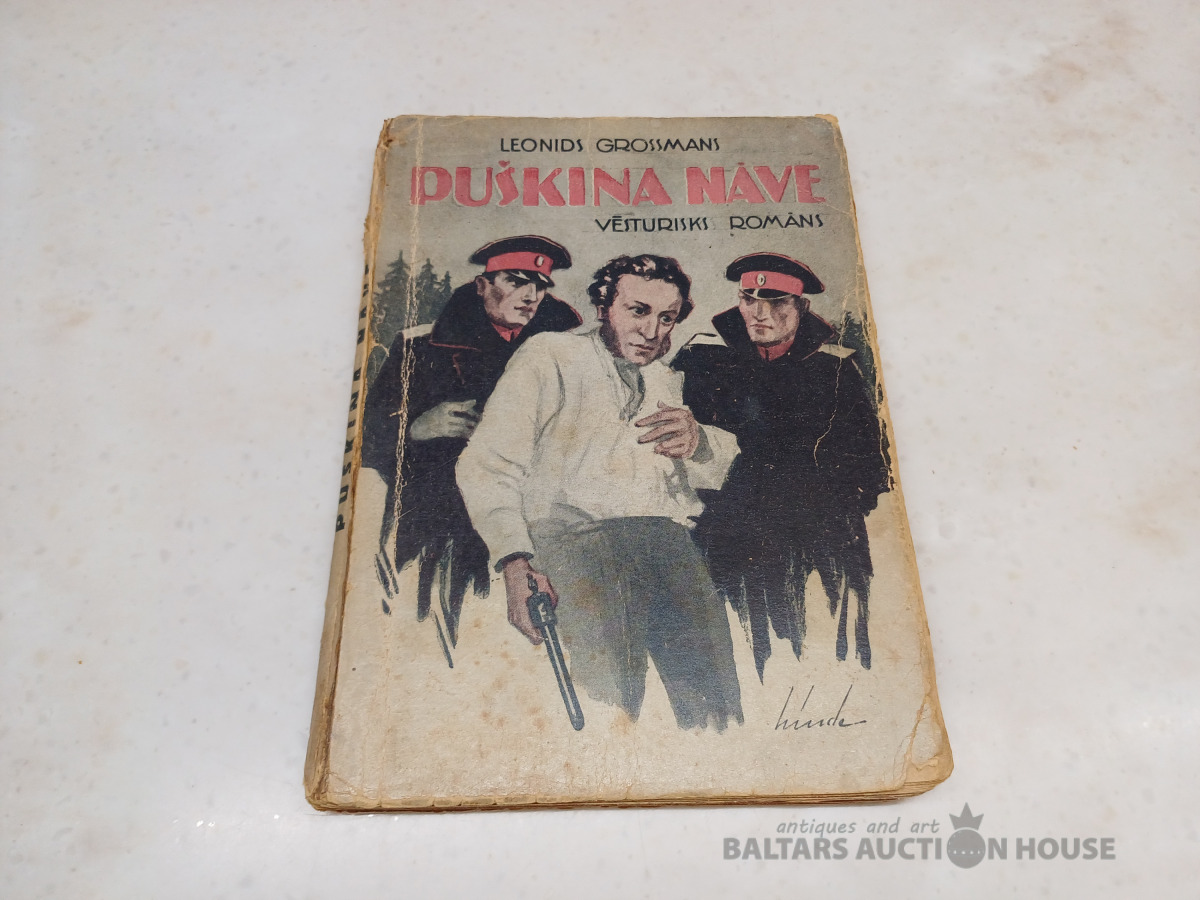 LEONIDS GROSSMANS
PUŠKINA NĀVE
VĒSTURISKS ROMĀNS
PUŠKINA NĀVE
antiques and art
BALTARS AUCTION HOUSE